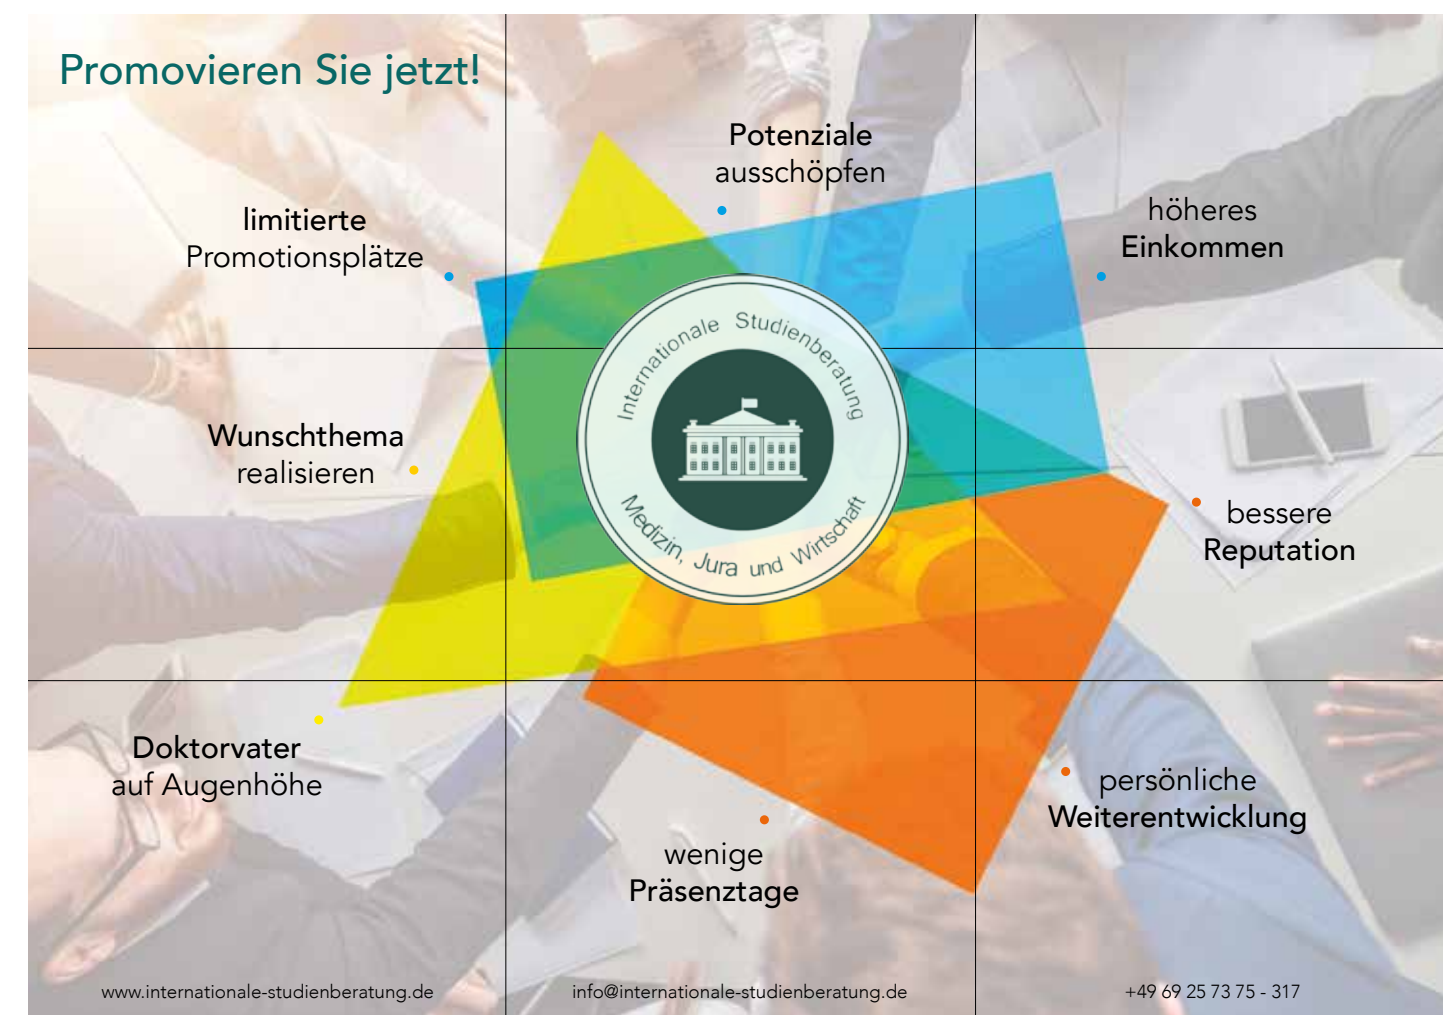 Promovieren Sie jetzt!
Potenziale
ausschöpfen
limitierte
Promotionsplätze
höheres
Einkommen
Internationale Studienberatung
Medizin, Jura und Wirtschaft
Wunschthema
realisieren
bessere
Reputation
Doktorvater
auf Augenhöhe
persönliche
Weiterentwicklung
wenige
Präsenztage
www.internationale-studienberatung.de
info@internationale-studienberatung.de
+49 69 25 73 75 - 317